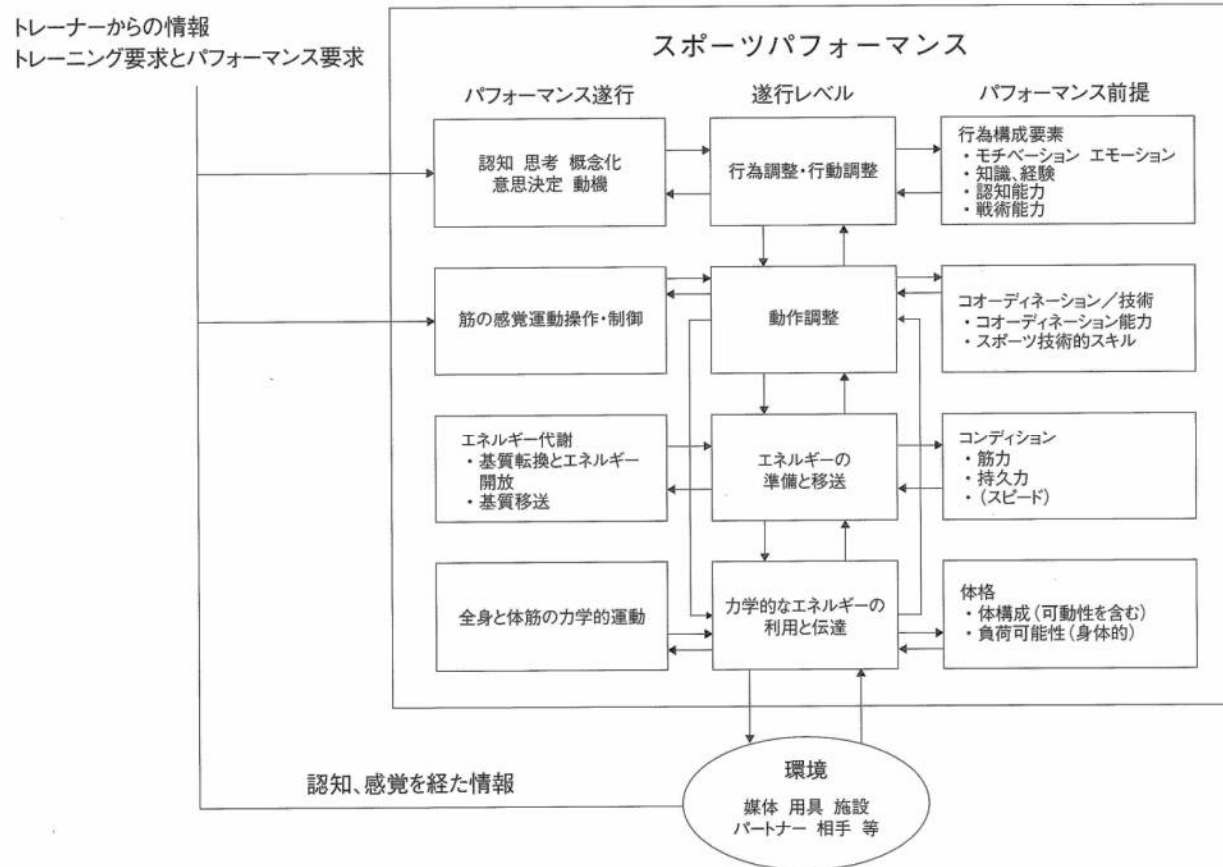 トレーナーからの情報
トレーニング要求とパフォーマンス要求
スポーツパフォーマンス
パフォーマンス遂行
遂行レベル
パフォーマンス前提
認知 思考 概念化
意思決定 動機
行為調整・行動調整
行為構成要素
・モチベーション エモーション
・知識、経験
・認知能力
・戦術能力
筋の感覚運動操作・制御
動作調整
コオーディネーション／技術
・コオーディネーション能力
・スポーツ技術的スキル
エネルギー代謝
・基質転換とエネルギー
開放
・基質移送
エネルギーの
準備と移送
コンディション
・筋力
・持久力
・（スピード）
全身と体筋の力学的運動
力学的なエネルギーの
利用と伝達
体格
・体構成（可動性を含む）
・負荷可能性（身体的）
認知、感覚を経た情報
環境
媒体 用具 施設
パートナー 相手 等